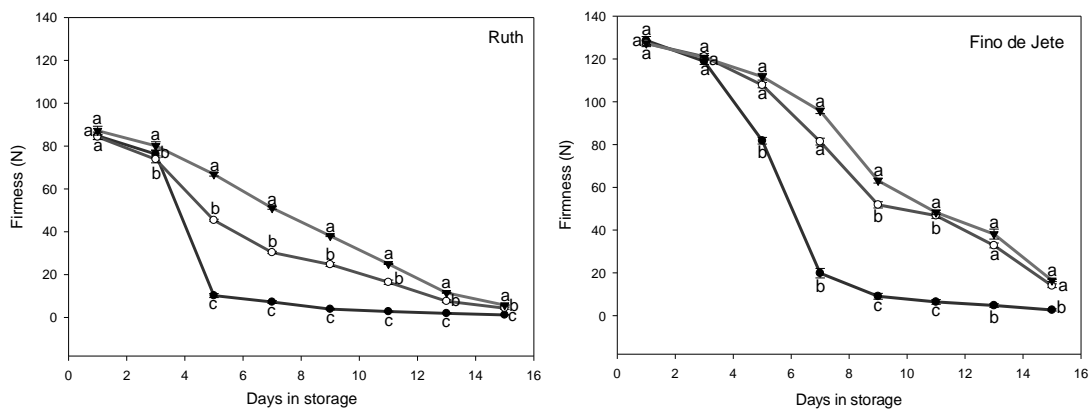 Ruth
Firmess (N)
140
120
100
80
60
40
20
0
a a a
a b b
a b c
a b c
a b c
a b c
a b c
a b c
0 2 4 6 8 10 12 14 16
Days in storage
Fino de Jete
Firmness (N)
140
120
100
80
60
40
20
0
a a a
a a a
a a b
a a b
a b c
a b c
a a b
a a b
0 2 4 6 8 10 12 14 16
Days in storage